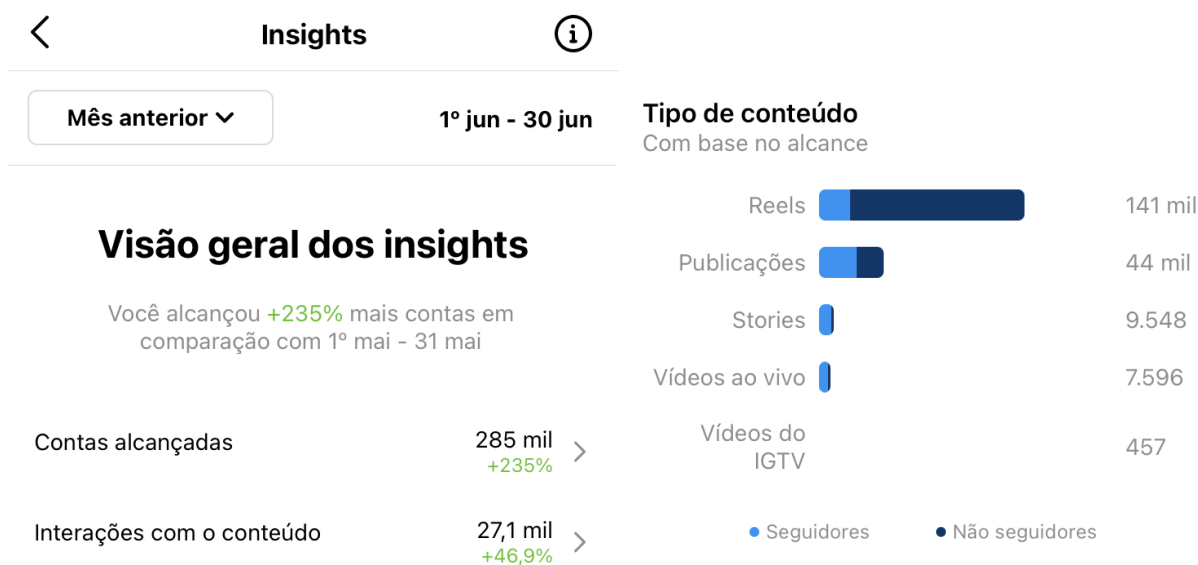 Insights
Mês anterior
1º jun - 30 jun
Visão geral dos insights
Você alcançou +235% mais contas em
comparação com 1º mai - 31 mai
Contas alcançadas
285 mil
+235%
Interações com o conteúdo
27,1 mil
+46,9%
Tipo de conteúdo
Com base no alcance
Reels 141 mil
Publicações 44 mil
Stories 9.548
Vídeos ao vivo 7.596
Vídeos do
IGTV
457
Seguidores Não seguidores